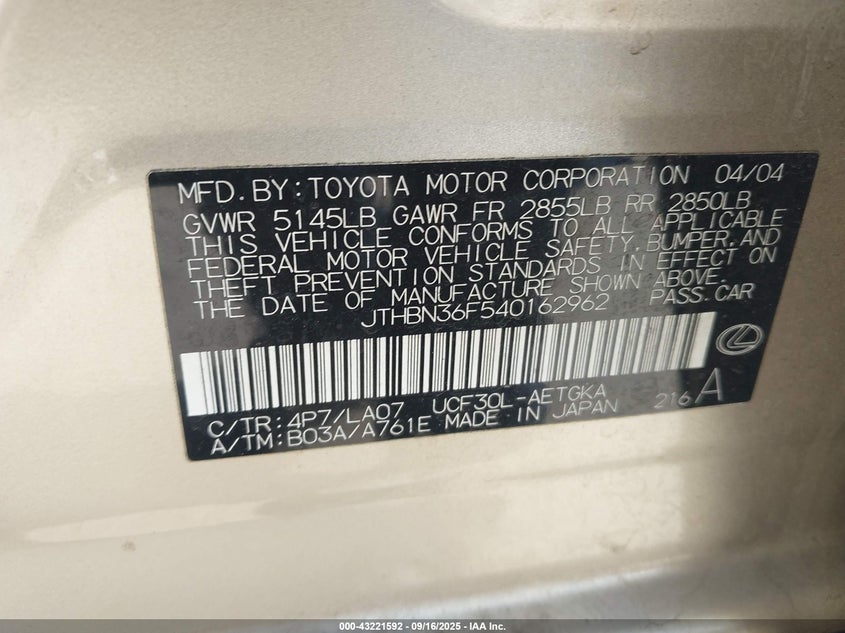 MFD. BY: TOYOTA MOTOR CORPORATION 04/04
GVWR 5145LB GAWR FR 2855LB RR 2850LB
THIS VEHICLE CONFORMS TO ALL APPLICABLE
FEDERAL MOTOR VEHICLE SAFETY, BUMPER, AND
THEFT PREVENTION STANDARDS IN EFFECT ON
THE DATE OF MANUFACTURE SHOWN ABOVE.
JTHBN36F540162962 PASS. CAR
C/TR: 4P7/LA07 UCF30L-AETGKA
A/TM: B03A/A761E MADE IN JAPAN 216 A
000-43221592 - 09/16/2025 - IAA Inc.